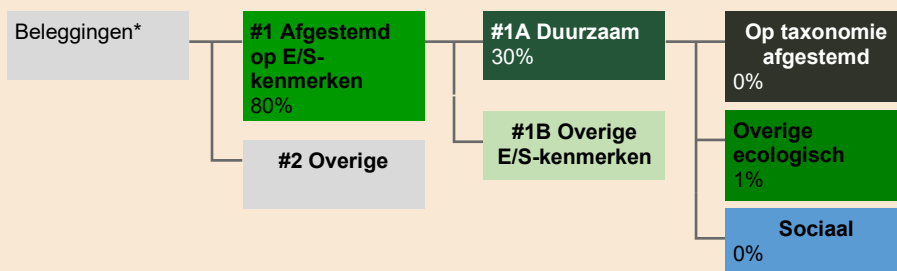 Beleggingen*
#1 Afgestemd
op E/S-
kenmerken
80%
#2 Overige
#1A Duurzaam
30%
#1B Overige
E/S-kenmerken
Op taxonomie
afgestemd
0%
Overige
ecologisch
1%
Sociaal
0%